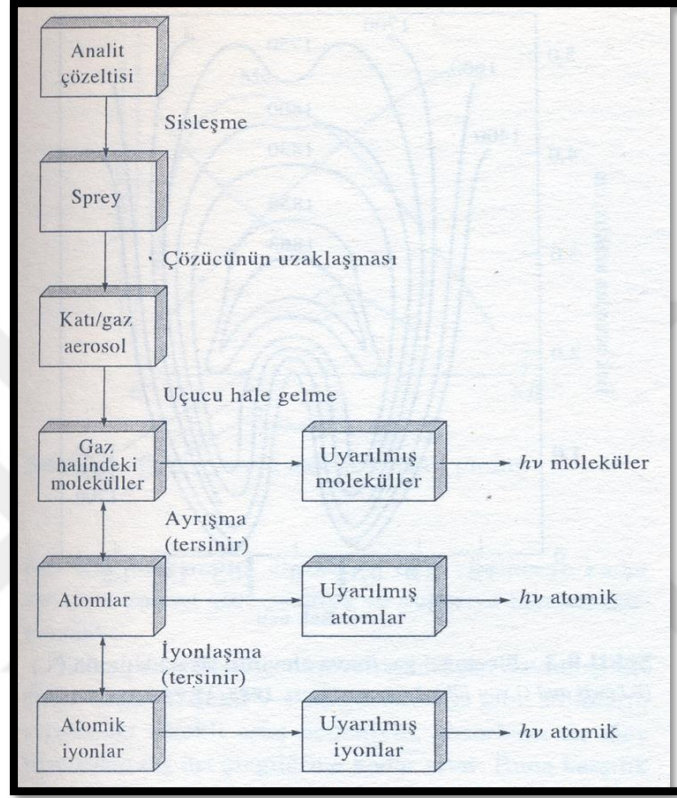 Analit
çözeltisi
Sisleşme
Sprey
Çözücünün uzaklaşması
Katı/gaz
aerosol
Uçucu hale gelme
Gaz
halindeki
moleküller
Uyarılmış
moleküller
hν moleküler
Ayrışma
(tersinir)
Atomlar
Uyarılmış
atomlar
hν atomik
İyonlaşma
(tersinir)
Atomik
iyonlar
Uyarılmış
iyonlar
hν atomik